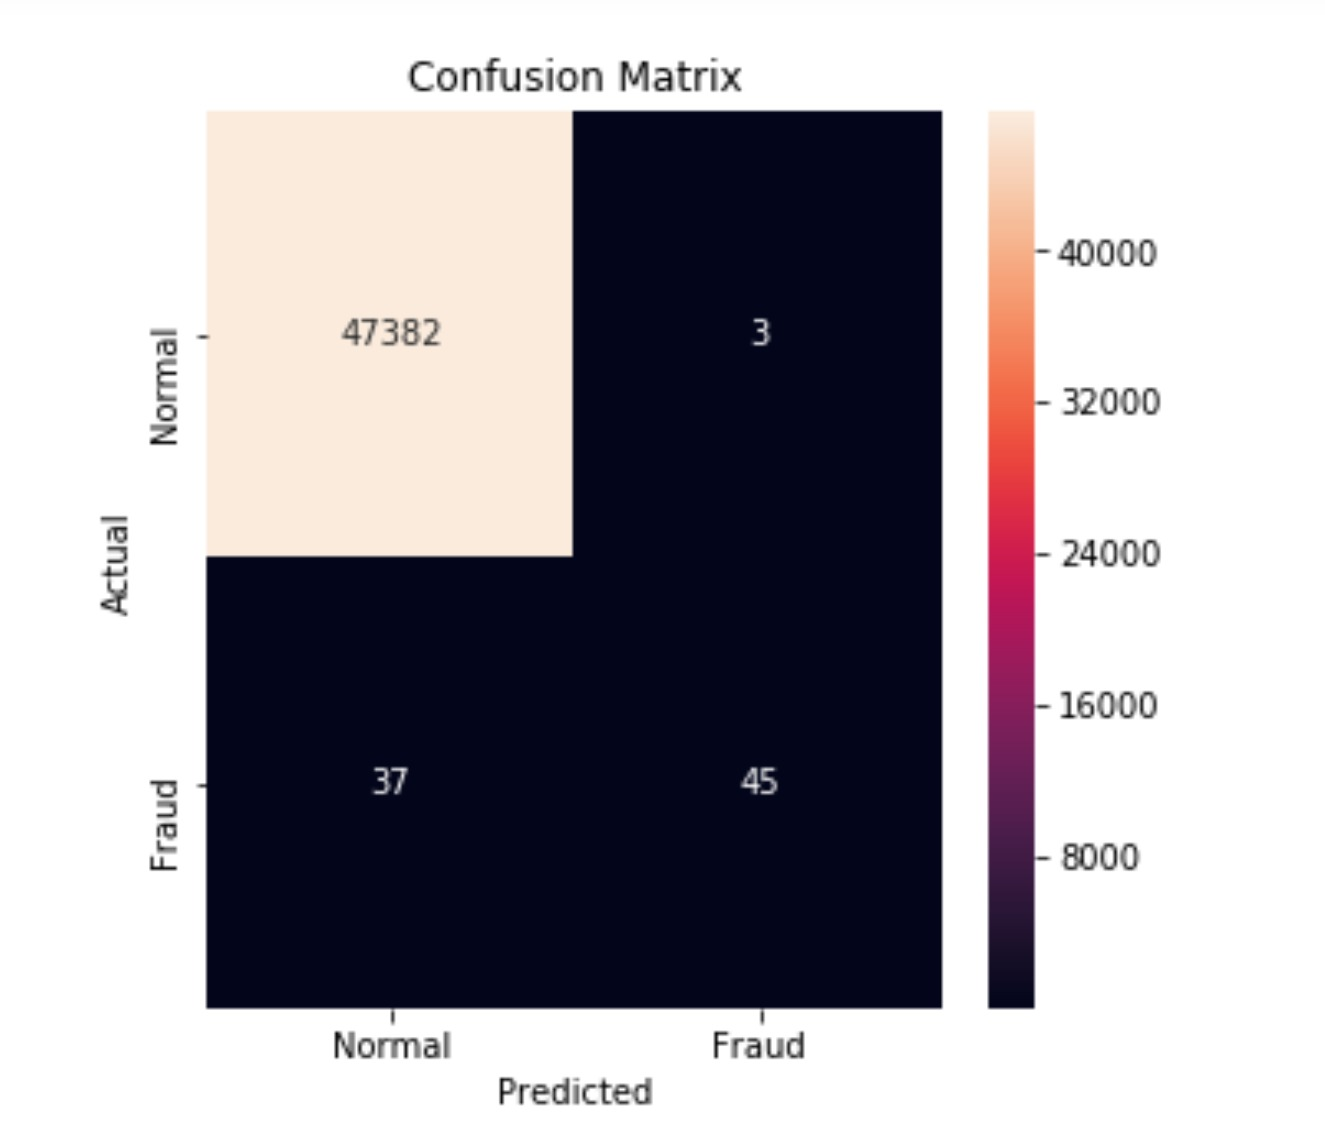 Confusion Matrix
47382
3
37
45
Normal
Fraud
Actual
Normal
Fraud
Predicted
40000
32000
24000
16000
8000